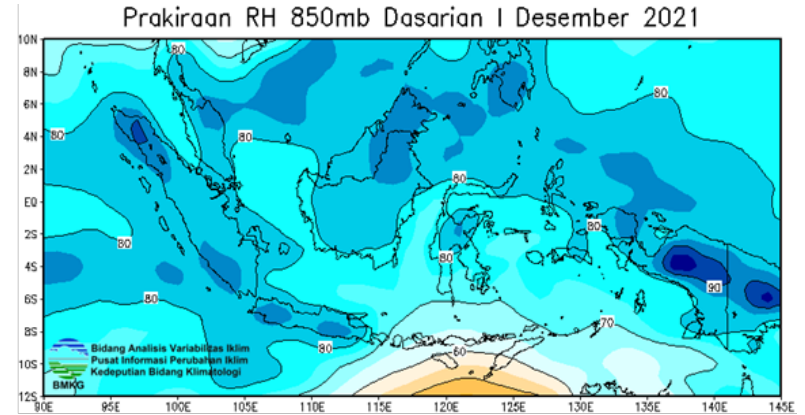 Prakiraan RH 850mb Dasarian I Desember 2021
10N
8N
6N
4N
2N
EQ
2S
4S
6S
8S
10S
12S
80
80
80
80
80
80
80
80
80
80
90
70
60
Bidang Analisis Variabilitas Iklim
Pusat Informasi Perubahan Iklim
Kedeputian Bidang Klimatologi
BMKG
90E 95E 100E 105E 110E 115E 120E 125E 130E 135E 140E 145E